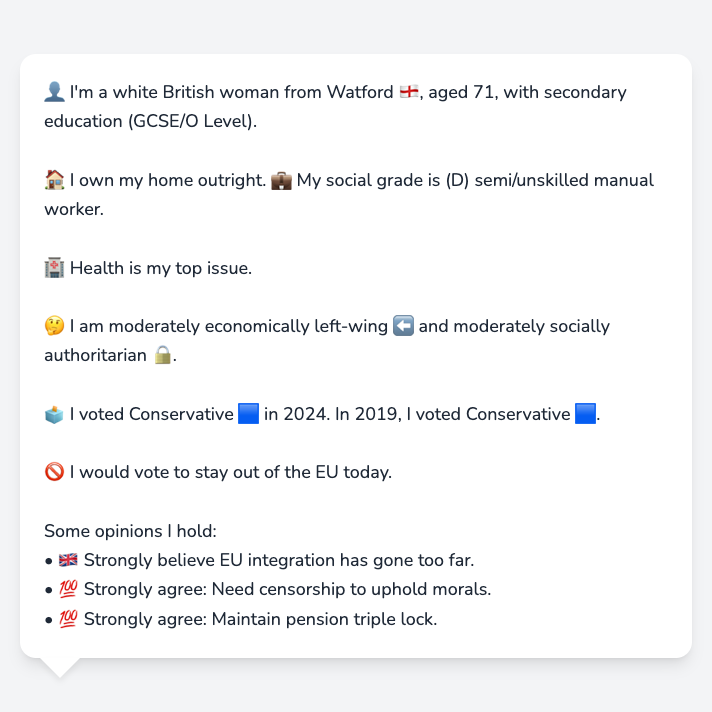 👤 I'm a white British woman from Watford 🏴󠁧󠁢󠁥󠁮󠁧󠁿, aged 71, with secondary
education (GCSE/O Level).
🏠 I own my home outright. 💼 My social grade is (D) semi/unskilled manual
worker.
🏥 Health is my top issue.
🤔 I am moderately economically left-wing ⬅️ and moderately socially
authoritarian 🔒.
🗳️ I voted Conservative 🟦 in 2024. In 2019, I voted Conservative 🟦.
🚫 I would vote to stay out of the EU today.
Some opinions I hold:
• 🇬🇧 Strongly believe EU integration has gone too far.
• 💯 Strongly agree: Need censorship to uphold morals.
• 💯 Strongly agree: Maintain pension triple lock.